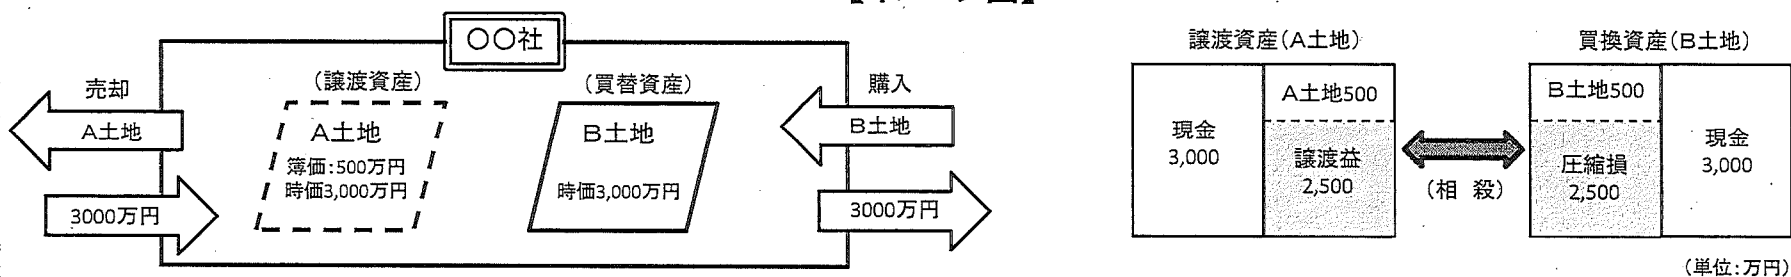 〇〇社
売却
A土地
3000万円
(譲渡資産)
A土地
簿価:500万円
時価3,000万円
(買替資産)
B土地
時価3,000万円
購入
B土地
3000万円
譲渡資産(A土地)
現金
3,000
A土地500
譲渡益
2,500
(相 殺)
買換資産(B土地)
B土地500
圧縮損
2,500
現金
3,000
(単位:万円)